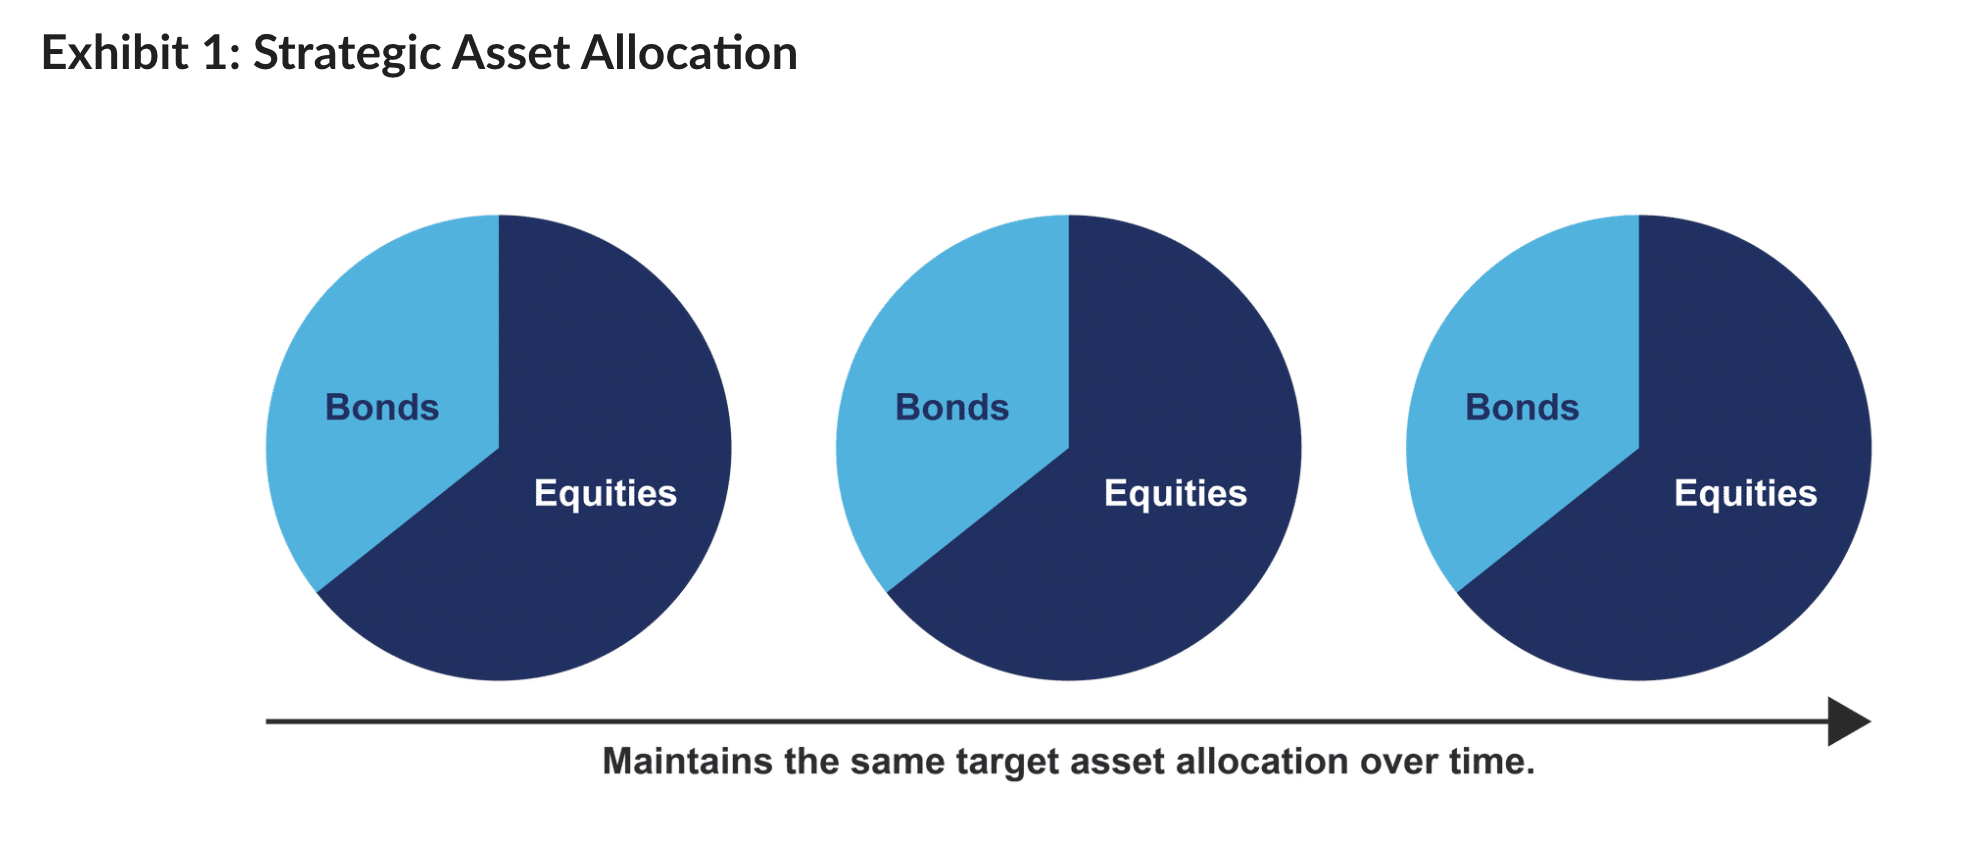 Exhibit 1: Strategic Asset Allocation
Bonds
Equities
Bonds
Equities
Bonds
Equities
Maintains the same target asset allocation over time.